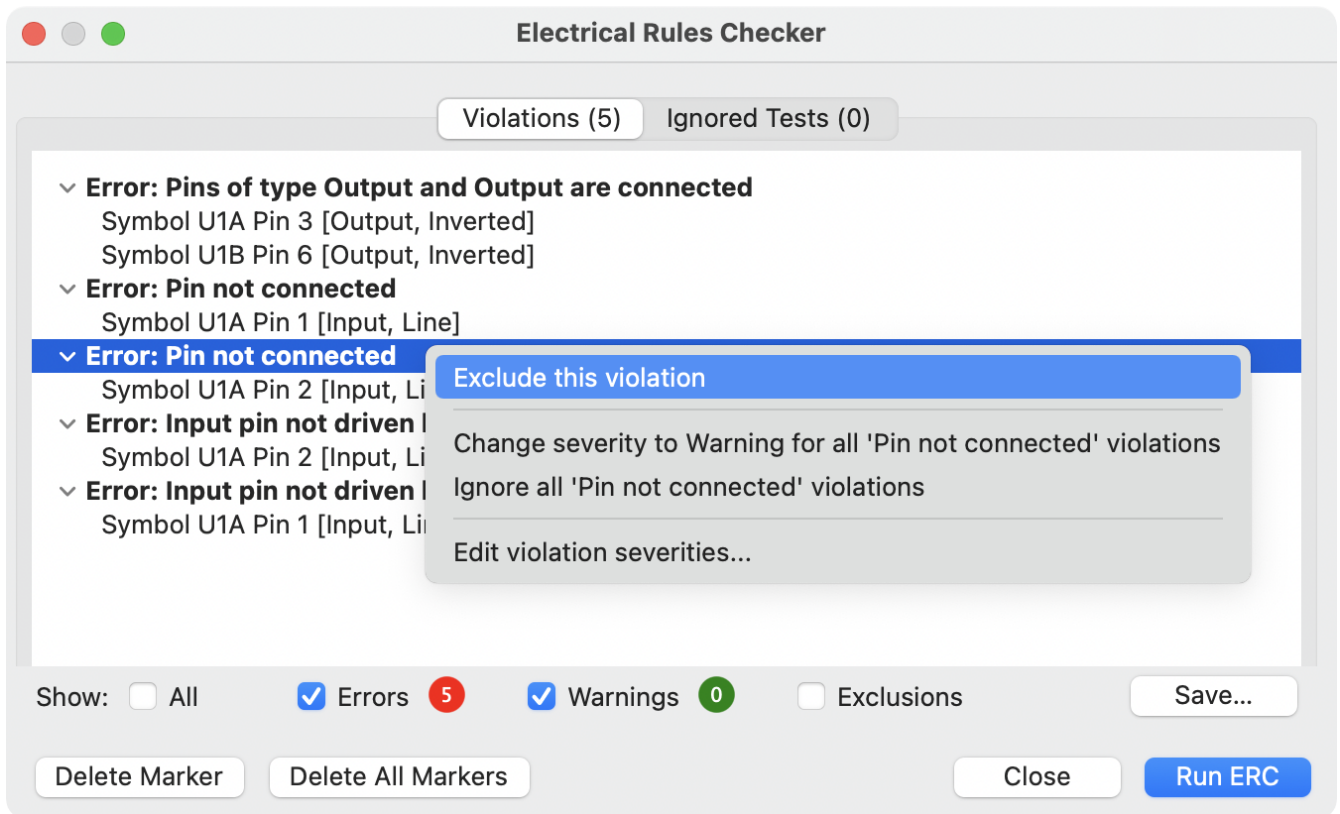 Electrical Rules Checker
Violations (5) Ignored Tests (0)
Error: Pins of type Output and Output are connected
Symbol U1A Pin 3 [Output, Inverted]
Symbol U1B Pin 6 [Output, Inverted]
Error: Pin not connected
Symbol U1A Pin 1 [Input, Line]
Error: Pin not connected
Symbol U1A Pin 2 [Input, Li
Error: Input pin not driven
Symbol U1A Pin 2 [Input, Li
Error: Input pin not driven
Symbol U1A Pin 1 [Input, Li
Exclude this violation
Change severity to Warning for all 'Pin not connected' violations
Ignore all 'Pin not connected' violations
Edit violation severities...
Show: All Errors 5 Warnings 0 Exclusions Save...
Delete Marker Delete All Markers Close Run ERC